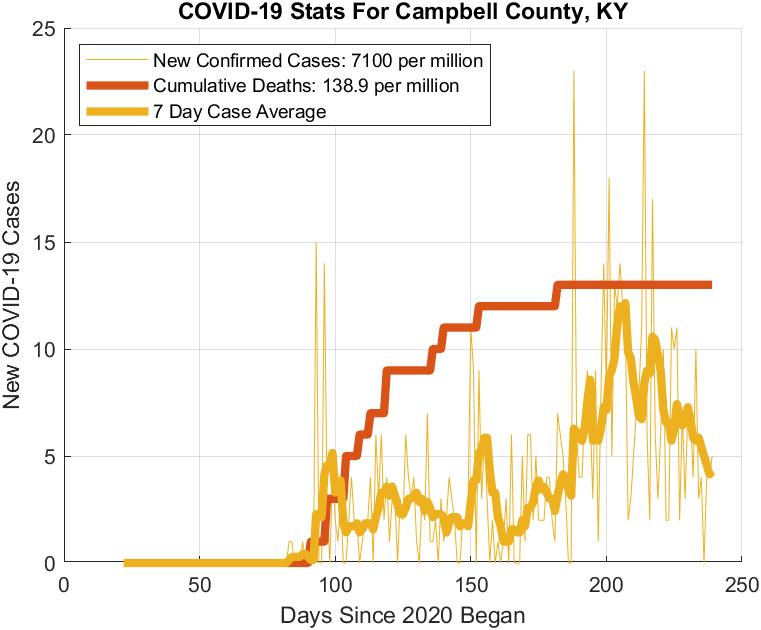 COVID-19 Stats For Campbell County, KY
New Confirmed Cases: 7100 per million
Cumulative Deaths: 138.9 per million
7 Day Case Average
New COVID-19 Cases
25
20
15
10
5
0
0 50 100 150 200 250
Days Since 2020 Began